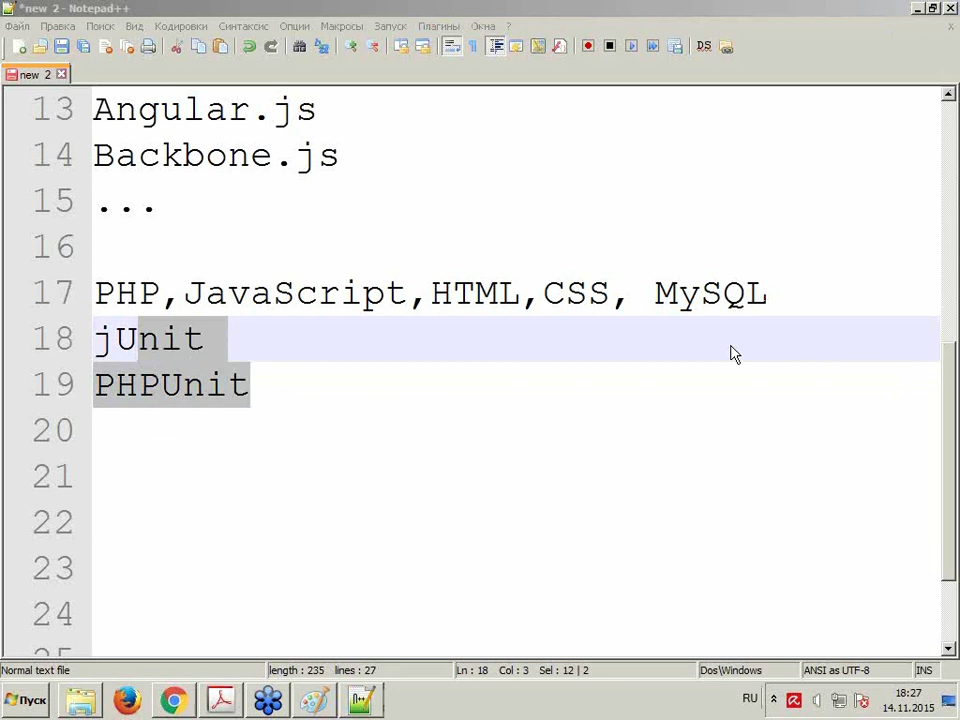 *new 2 - Notepad++
Файл Правка Поиск Вид Кодировки Синтаксис Опции Макросы Запуск Плагины Окна ? X
new 2
13 Angular.js
14 Backbone.js
15 ...
16
17 PHP,JavaScript,HTML,CSS, MySQL
18 jUnit
19 PHPUnit
20
21
22
23
24
25
Normal text file length : 235 lines : 27 Ln : 18 Col : 3 Sel : 12 | 2 Dos\Windows ANSI as UTF-8 INS
Пуск RU 18:27
14.11.2015